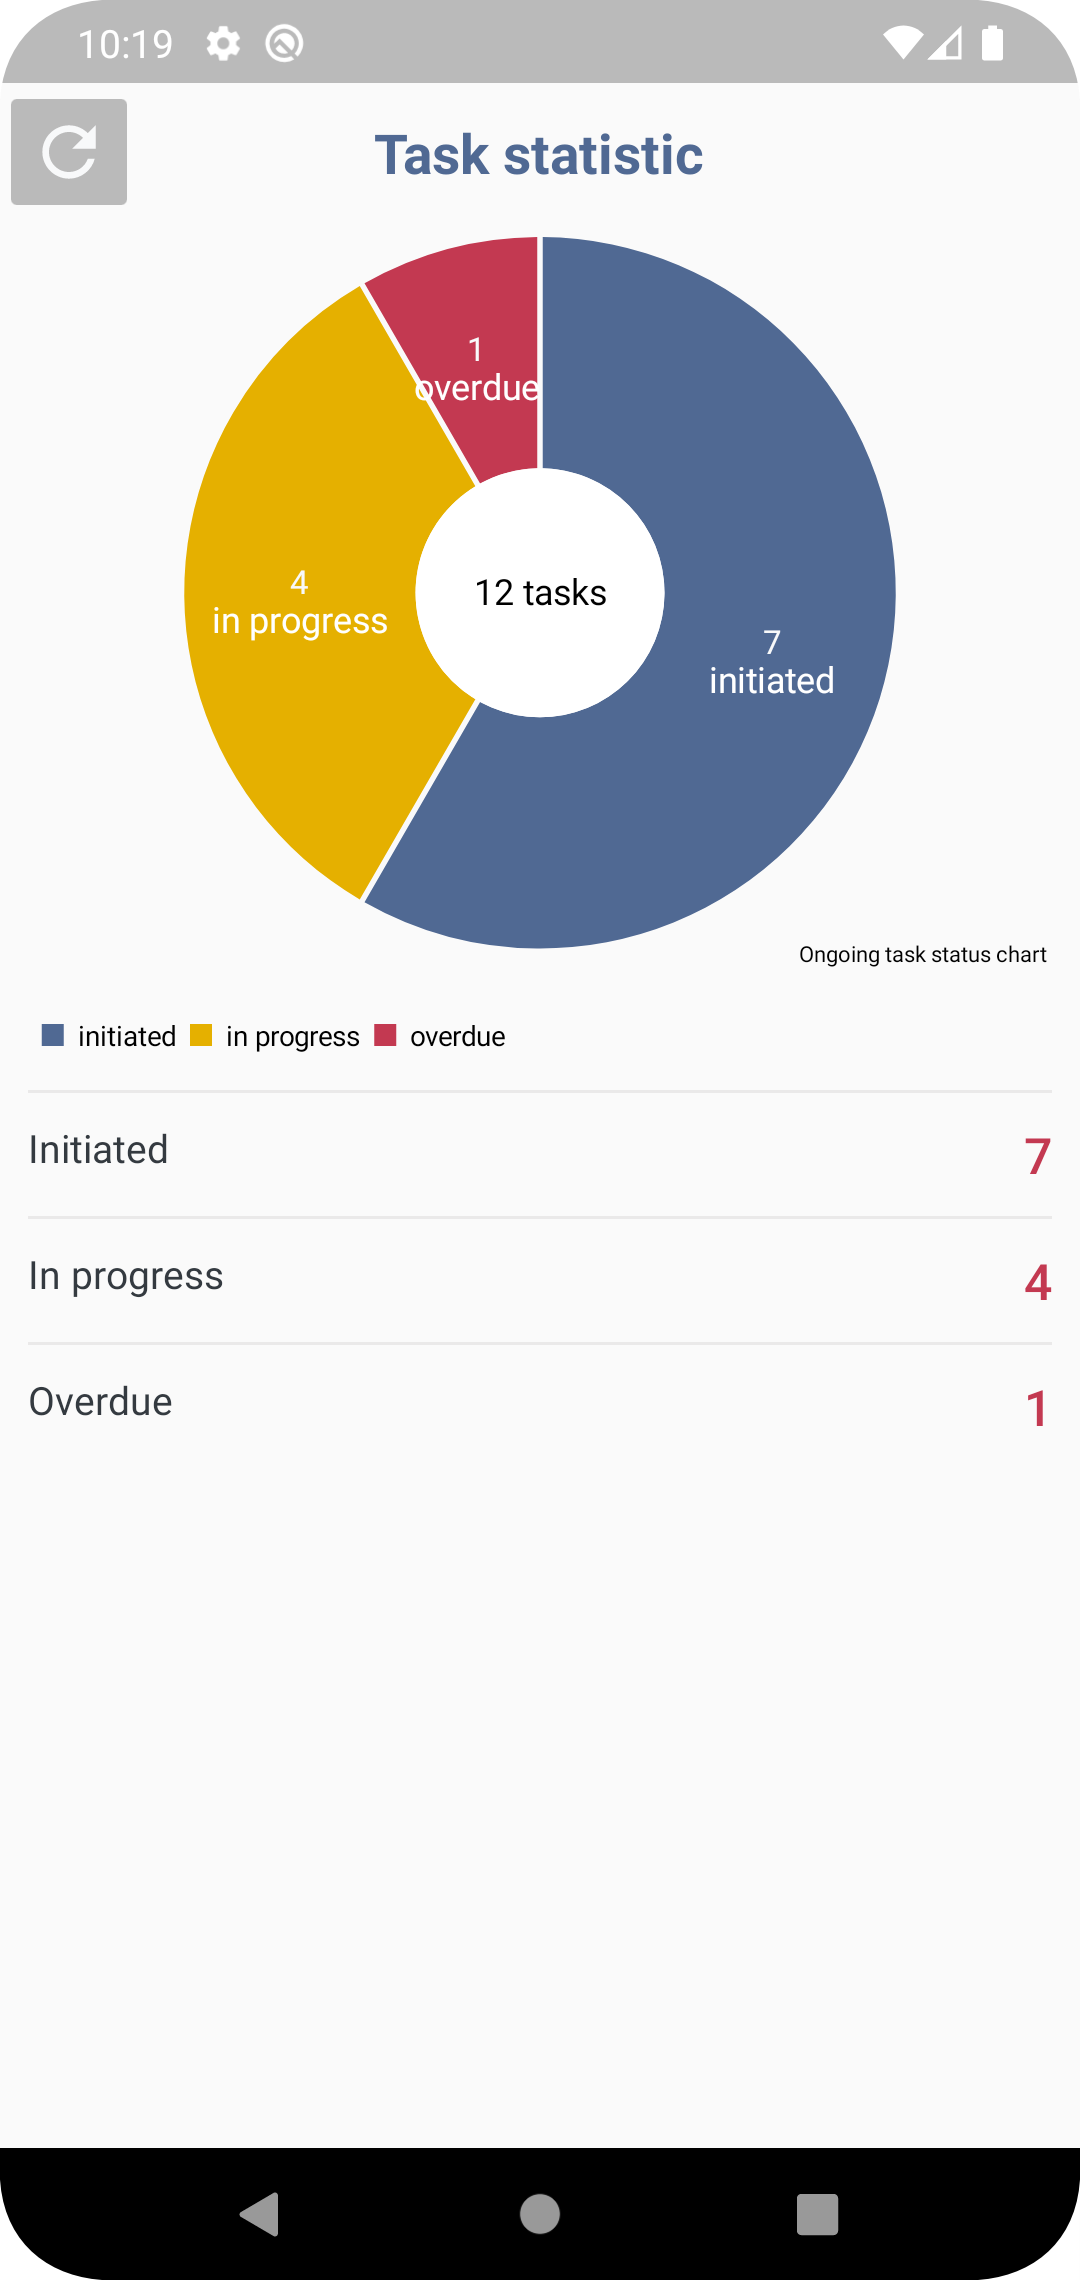 10:19
Task statistic
1
overdue
4
in progress
12 tasks
7
initiated
Ongoing task status chart
initiated in progress overdue
Initiated 7
In progress 4
Overdue 1